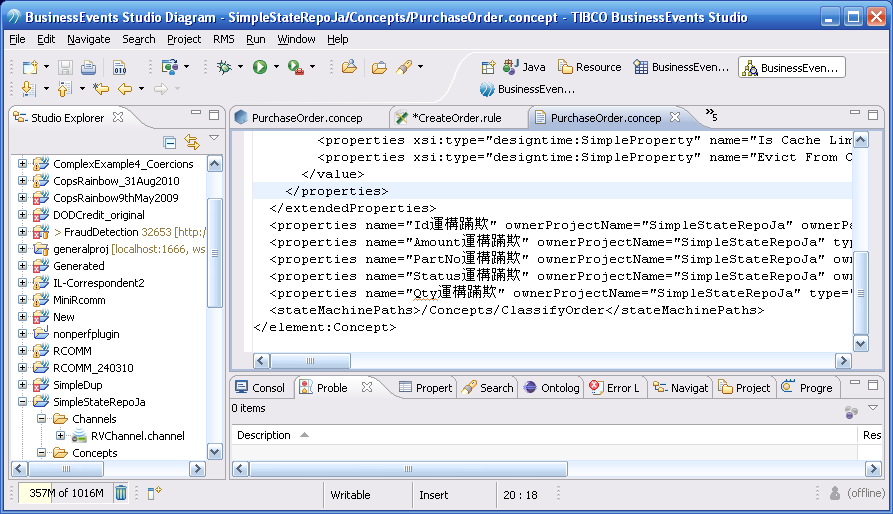 BusinessEvents Studio Diagram - SimpleStateRepoJa/Concepts/PurchaseOrder.concept - TIBCO BusinessEvents Studio
File Edit Navigate Search Project RMS Run Window Help
Java Resource BusinessEven... BusinessEven...
BusinessEven...
Studio Explorer
ComplexExample4_Coercions
CopsRainbow_31Aug2010
CopsRainbow9thMay2009
DODCredit_original
> FraudDetection 32653 [http:/
generalproj [localhost:1666, ws
Generated
IL-Correspondent2
MiniRcomm
New
nonperfplugin
RCOMM
RCOMM_240310
SimpleDup
SimpleStateRepoJa
Channels
RVChannel.channel
Concepts
PurchaseOrder.concep *CreateOrder.rule PurchaseOrder.concep »5
<properties xsi:type="designtime:SimpleProperty" name="Is Cache Lim
<properties xsi:type="designtime:SimpleProperty" name="Evict From C
</value>
</properties>
</extendedProperties>
<properties name="Id運構蹣欺" ownerProjectName="SimpleStateRepoJa" ownerPa
<properties name="Amount運構蹣欺" ownerProjectName="SimpleStateRepoJa" typ
<properties name="PartNo運構蹣欺" ownerProjectName="SimpleStateRepoJa" own
<properties name="Status運構蹣欺" ownerProjectName="SimpleStateRepoJa" own
<properties name="Qty運構蹣欺" ownerProjectName="SimpleStateRepoJa" type="
<stateMachinePaths>/Concepts/ClassifyOrder</stateMachinePaths>
</element:Concept>
Consol Proble Propert Search Ontolog Error L Navigat Project Progre
0 items
Description Res
357M of 1016M Writable Insert 20 : 18 (offline)